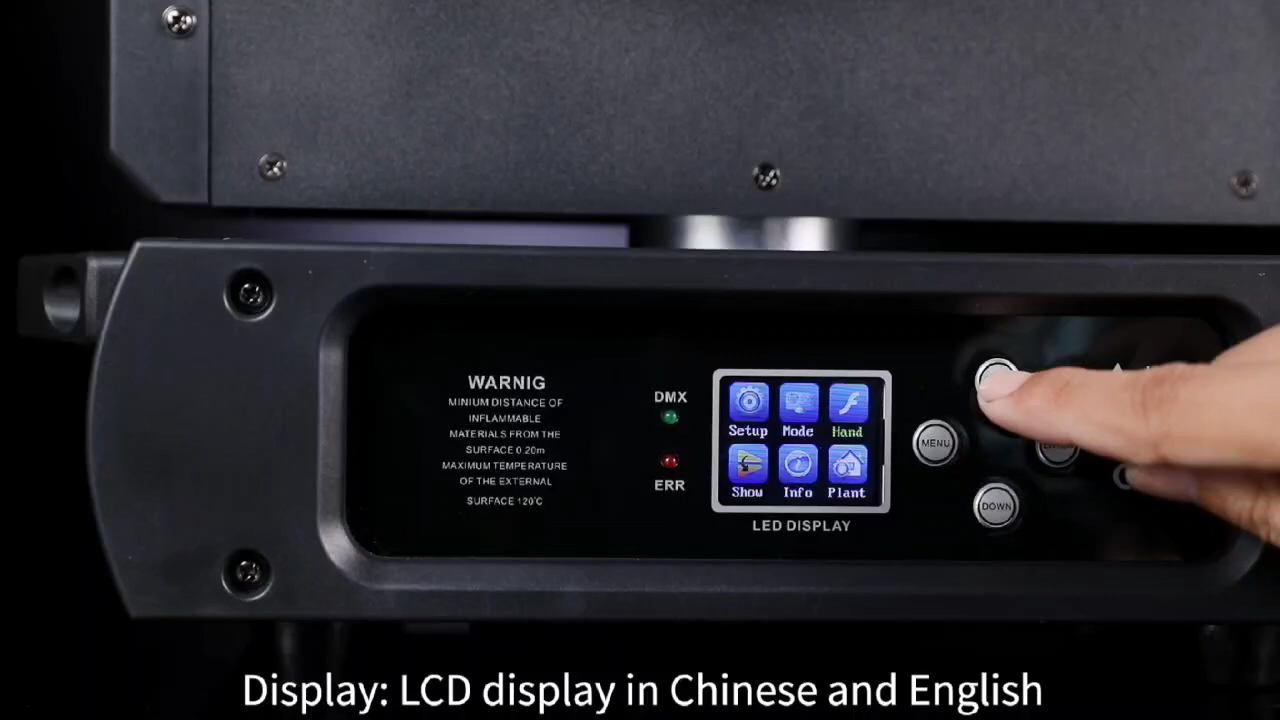 WARNIG
MINIUM DISTANCE OF
INFLAMMABLE
MATERIALS FROM THE
SURFACE 0.20m
MAXIMUM TEMPERATURE
OF THE EXTERNAL
SURFACE 120℃
DMX
ERR
Setup Mode Hand
Show Info Plant
LED DISPLAY
MENU
DOWN
Display: LCD display in Chinese and English